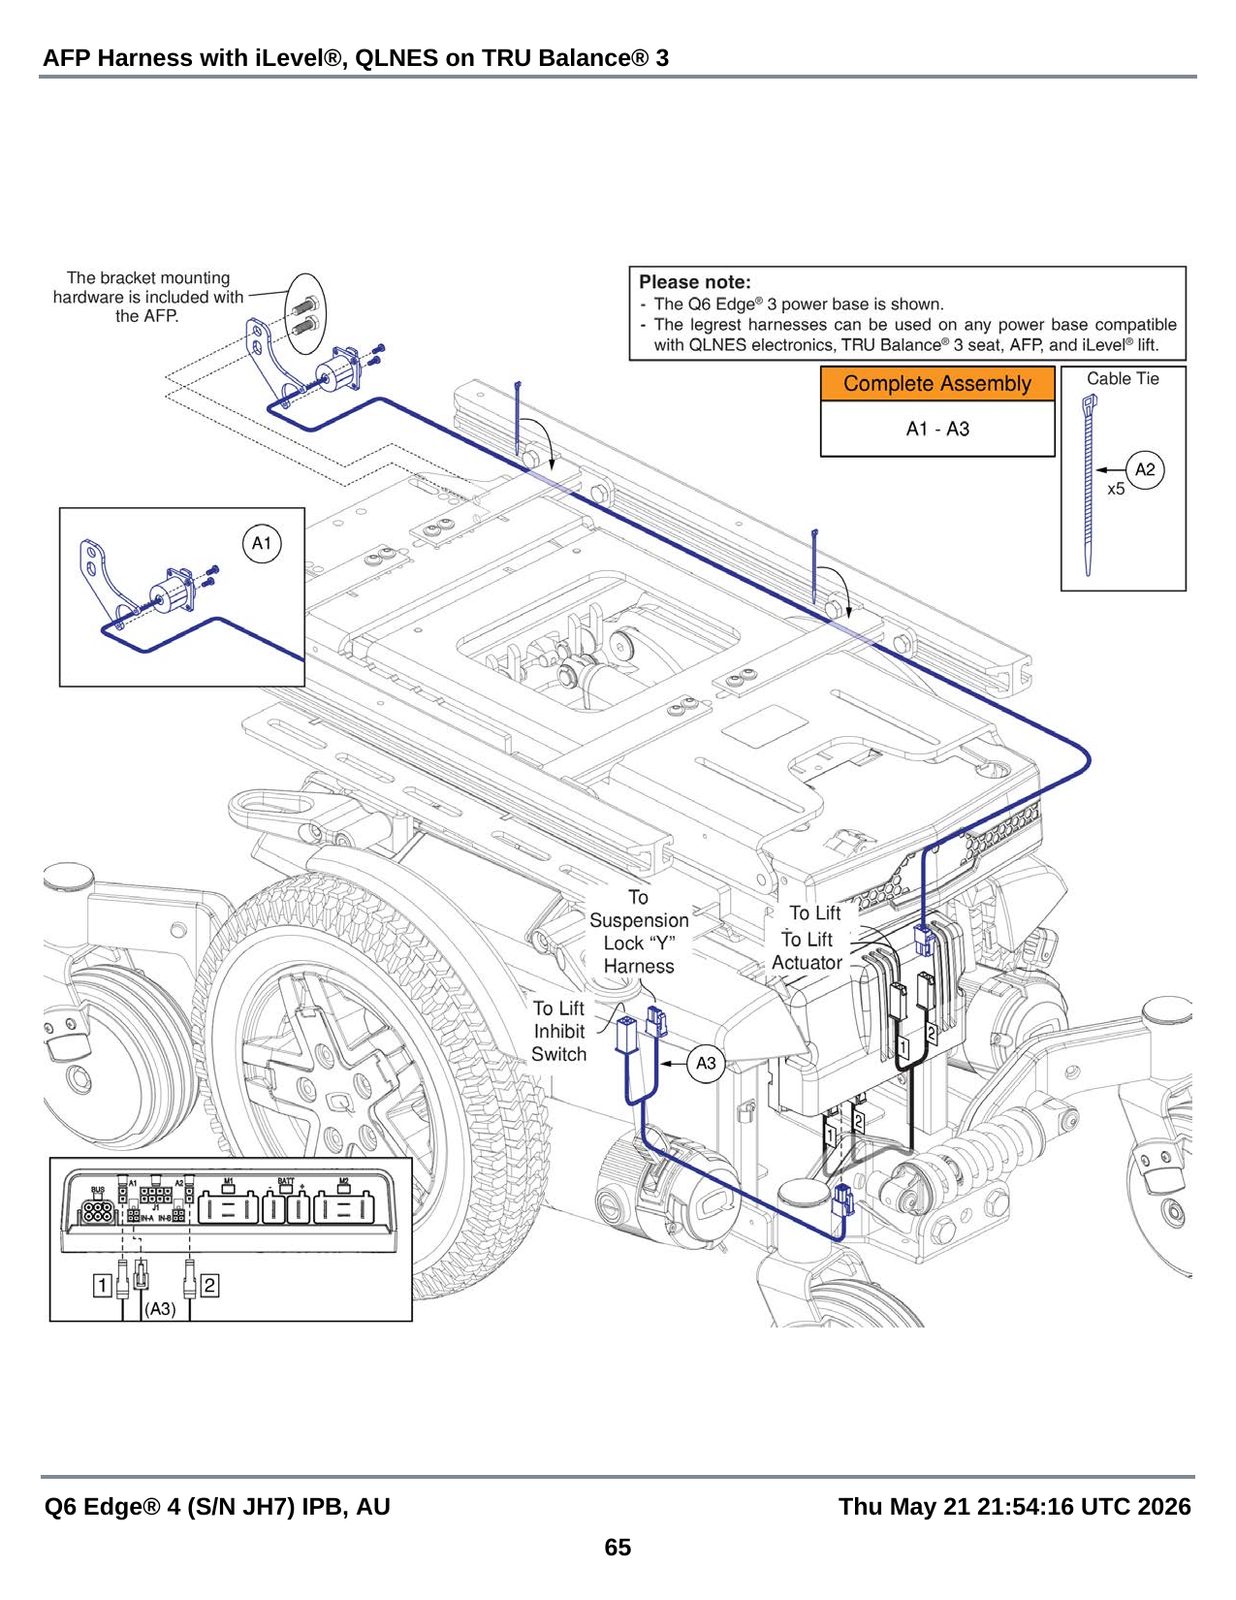 AFP Harness with iLevel®, QLNES on TRU Balance® 3
The bracket mounting
hardware is included with
the AFP.
Please note:
- The Q6 Edge® 3 power base is shown.
- The legrest harnesses can be used on any power base compatible
with QLNES electronics, TRU Balance® 3 seat, AFP, and iLevel® lift.
Complete Assembly
A1 - A3
Cable Tie
A2
x5
A1
To
Suspension
Lock “Y”
Harness
To Lift
To Lift
Actuator
To Lift
Inhibit
Switch
A3
1
2
1
2
BUS
A1
J1
A2
IN-A
IN-B
M1
- BATT +
M2
1
(A3)
2
Q6 Edge® 4 (S/N JH7) IPB, AU
Thu May 21 21:54:16 UTC 2026
65